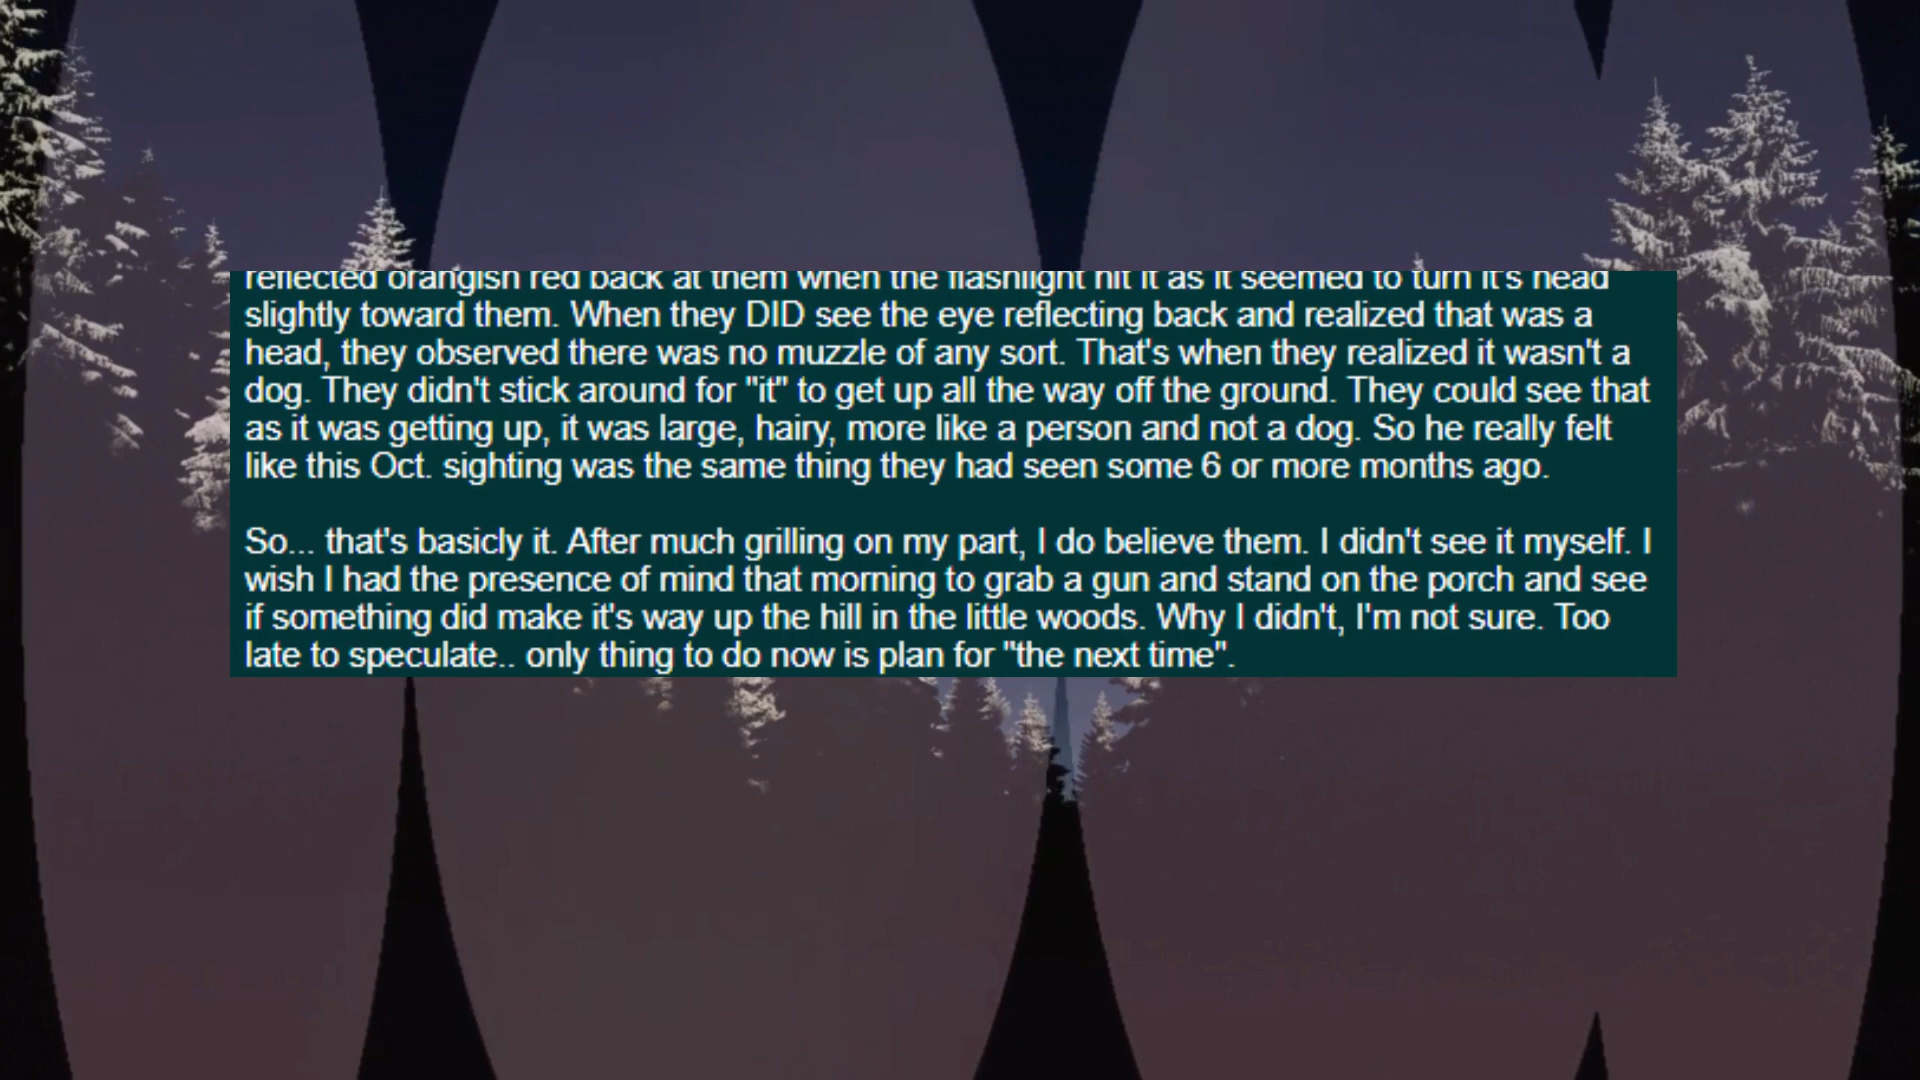 reflected orangish red back at them when the flashlight hit it as it seemed to turn it's head
slightly toward them. When they DID see the eye reflecting back and realized that was a
head, they observed there was no muzzle of any sort. That's when they realized it wasn't a
dog. They didn't stick around for "it" to get up all the way off the ground. They could see that
as it was getting up, it was large, hairy, more like a person and not a dog. So he really felt
like this Oct. sighting was the same thing they had seen some 6 or more months ago.
So... that's basicly it. After much grilling on my part, I do believe them. I didn't see it myself. I
wish I had the presence of mind that morning to grab a gun and stand on the porch and see
if something did make it's way up the hill in the little woods. Why I didn't, I'm not sure. Too
late to speculate.. only thing to do now is plan for "the next time".